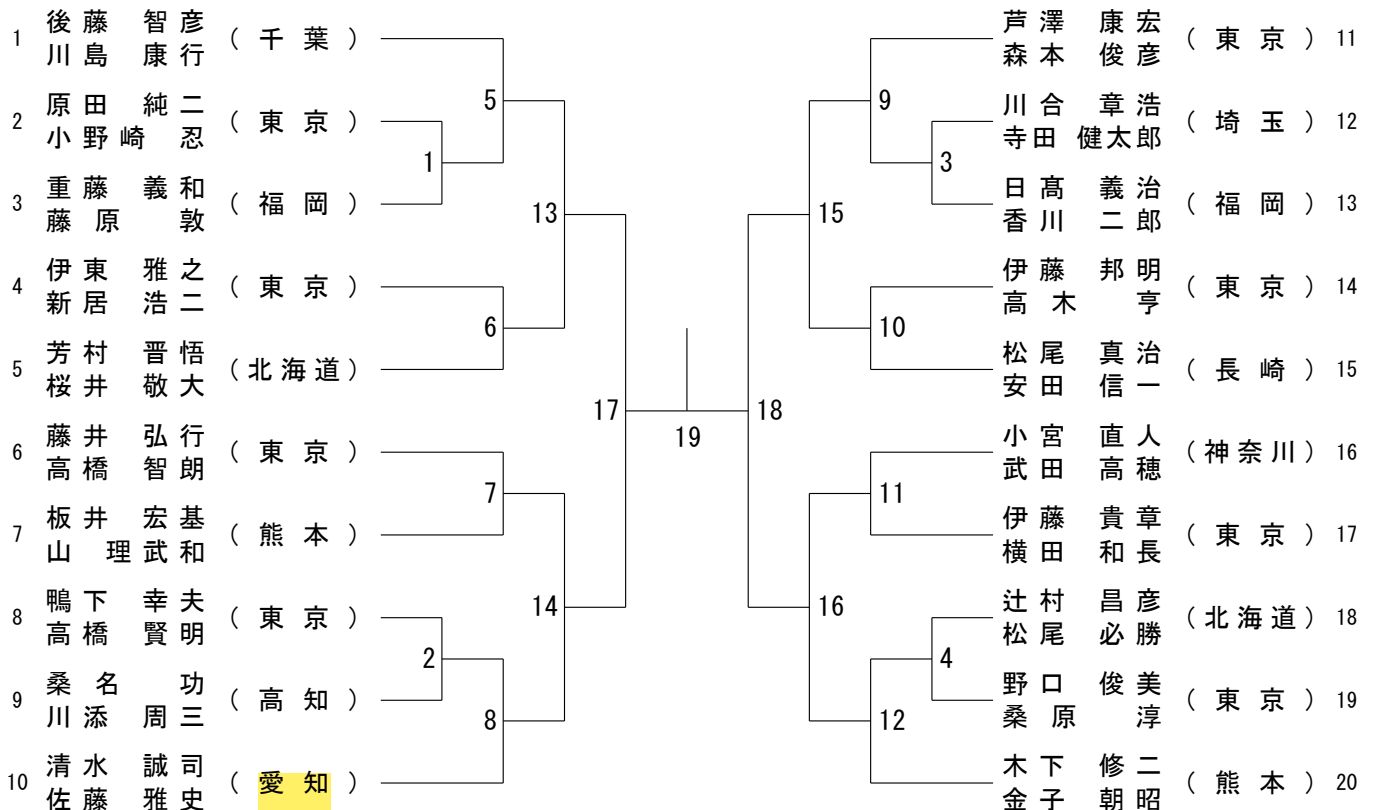 1 後藤 智彦 川島 康行 (千葉)
2 原田 純二 小野崎 忍 (東京)
3 重藤 義和 藤原 敦 (福岡)
4 伊東 雅之 新居 浩二 (東京)
5 芳村 晋悟 桜井 敬大 (北海道)
6 藤井 弘行 高橋 智朗 (東京)
7 板井 宏基 山理武和 (熊本)
8 鴨下 幸夫 高橋 賢明 (東京)
9 桑名 功 川添 周三 (高知)
10 清水 誠司 佐藤 雅史 (愛知)
5
1
13
6
17
7
14
2
8
19
18
9
3
15
10
11
16
4
12
芦澤 康宏 森本 俊彦 (東京) 11
川合 章浩 寺田 健太郎 (埼玉) 12
日髙 義治 香川 二郎 (福岡) 13
伊藤 邦明 高木 亨 (東京) 14
松尾 真治 安田 信一 (長崎) 15
小宮 直人 武田 高穂 (神奈川) 16
伊藤 貴章 横田 和長 (東京) 17
辻村 昌彦 松尾 必勝 (北海道) 18
野口 俊美 桑原 淳 (東京) 19
木下 修二 金子 朝昭 (熊本) 20